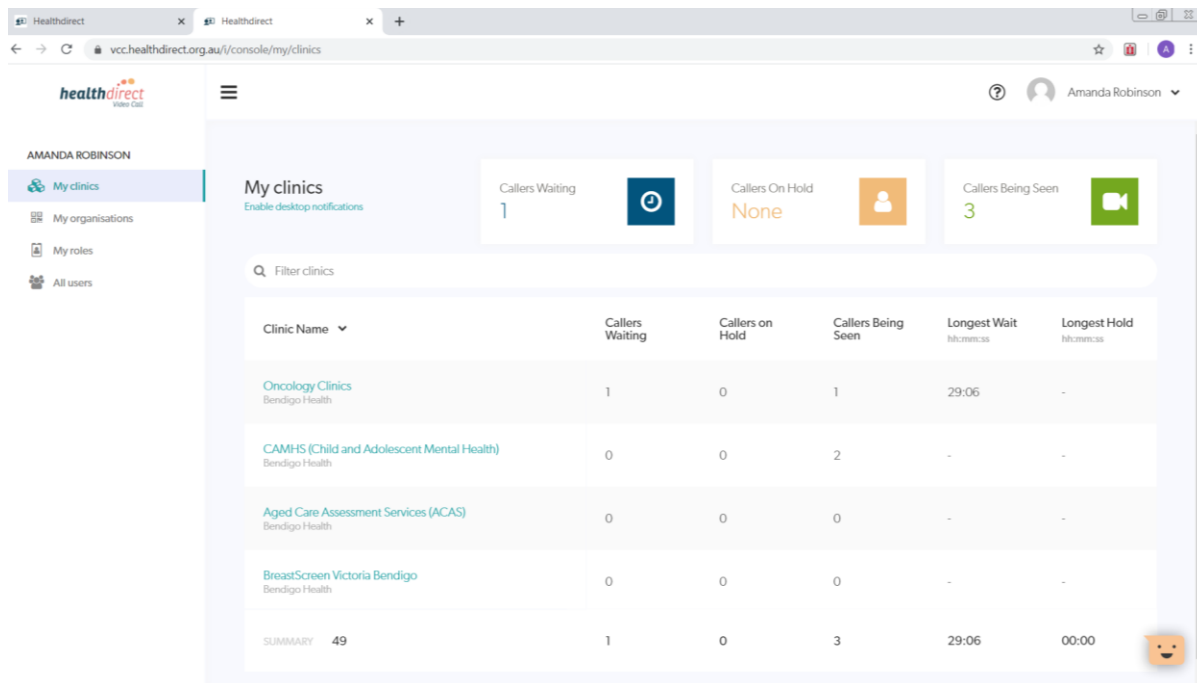 Healthdirect
Healthdirect
vcc.healthdirect.org.au/i/console/my/clinics
A
healthdirect
Video Call
Amanda Robinson
AMANDA ROBINSON
My clinics
My organisations
My roles
All users
My clinics
Enable desktop notifications
Callers Waiting
1
Callers On Hold
None
Callers Being Seen
3
Filter clinics
Clinic Name Callers Waiting Callers on Hold Callers Being Seen Longest Wait hh:mm:ss Longest Hold hh:mm:ss
Oncology Clinics 1 0 1 29:06 -
Bendigo Health
CAMHS (Child and Adolescent Mental Health) 0 0 2 - -
Bendigo Health
Aged Care Assessment Services (ACAS) 0 0 0 - -
Bendigo Health
BreastScreen Victoria Bendigo 0 0 0 - -
Bendigo Health
SUMMARY 49 1 0 3 29:06 00:00